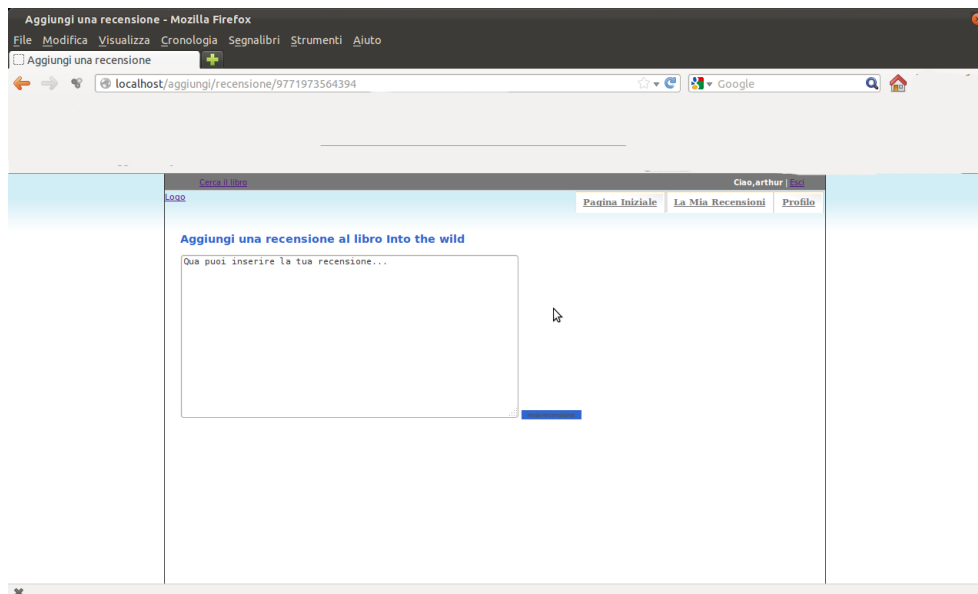 Aggiungi una recensione - Mozilla Firefox
File Modifica Visualizza Cronologia Segnalibri Strumenti Aiuto
Aggiungi una recensione
localhost/aggiungi/recensione/9771973564394 Google
Cerca il libro Ciao,arthur | Esci
Logo
Pagina Iniziale La Mia Recensioni Profilo
Aggiungi una recensione al libro Into the wild
Qua puoi inserire la tua recensione...